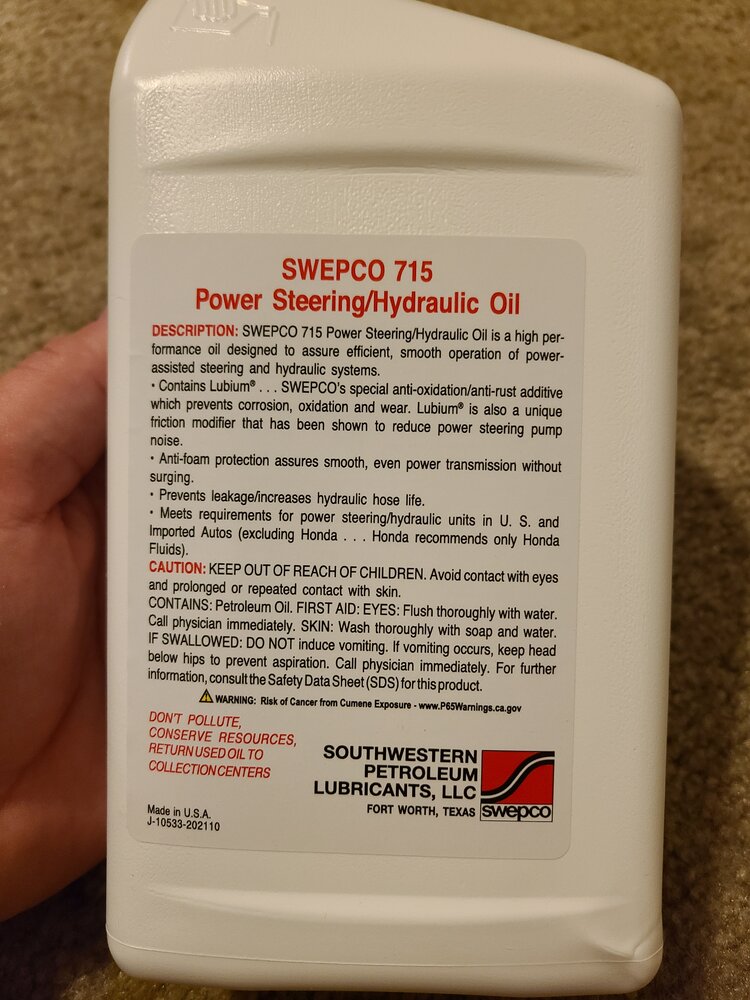 SWEPCO 715
Power Steering/Hydraulic Oil
DESCRIPTION: SWEPCO 715 Power Steering/Hydraulic Oil is a high per-
formance oil designed to assure efficient, smooth operation of power-
assisted steering and hydraulic systems.
• Contains Lubium® . . . SWEPCO's special anti-oxidation/anti-rust additive
which prevents corrosion, oxidation and wear. Lubium® is also a unique
friction modifier that has been shown to reduce power steering pump
noise.
• Anti-foam protection assures smooth, even power transmission without
surging.
• Prevents leakage/increases hydraulic hose life.
• Meets requirements for power steering/hydraulic units in U. S. and
Imported Autos (excluding Honda . . . Honda recommends only Honda
Fluids).
CAUTION: KEEP OUT OF REACH OF CHILDREN. Avoid contact with eyes
and prolonged or repeated contact with skin.
CONTAINS: Petroleum Oil. FIRST AID: EYES: Flush thoroughly with water.
Call physician immediately. SKIN: Wash thoroughly with soap and water.
IF SWALLOWED: DO NOT induce vomiting. If vomiting occurs, keep head
below hips to prevent aspiration. Call physician immediately. For further
information, consult the Safety Data Sheet (SDS) for this product.
WARNING: Risk of Cancer from Cumene Exposure - www.P65Warnings.ca.gov
DON'T POLLUTE,
CONSERVE RESOURCES,
RETURN USED OIL TO
COLLECTION CENTERS
SOUTHWESTERN
PETROLEUM
LUBRICANTS, LLC
FORT WORTH, TEXAS
swepco
Made in U.S.A.
J-10533-202110